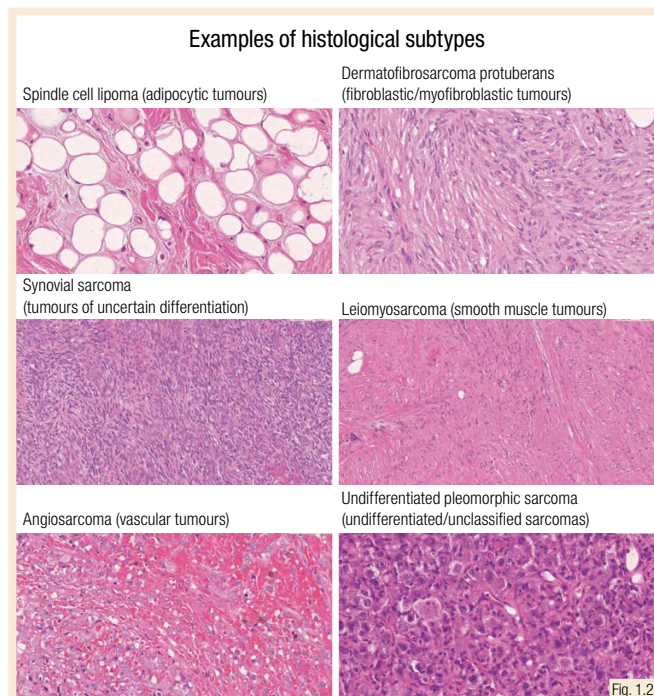 Examples of histological subtypes
Spindle cell lipoma (adipocytic tumours)
Dermatofibrosarcoma protuberans
(fibroblastic/myofibroblastic tumours)
Synovial sarcoma
(tumours of uncertain differentiation)
Leiomyosarcoma (smooth muscle tumours)
Angiosarcoma (vascular tumours)
Undifferentiated pleomorphic sarcoma
(undifferentiated/unclassified sarcomas)
Fig. 1.2